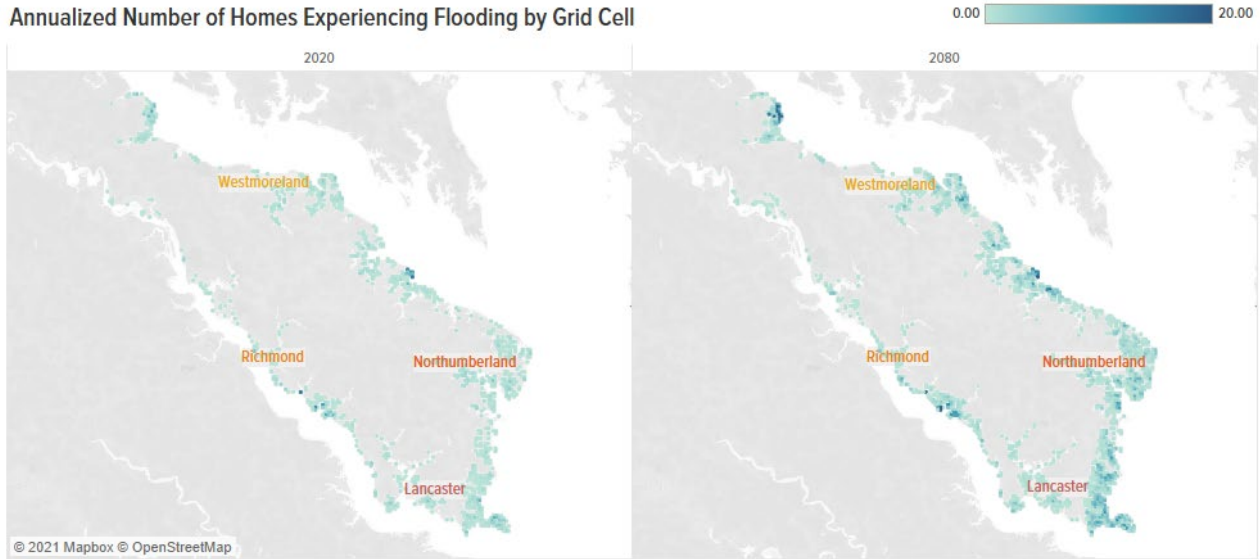 Annualized Number of Homes Experiencing Flooding by Grid Cell
0.00 20.00
2020
2080
Westmoreland
Richmond
Northumberland
Lancaster
© 2021 Mapbox © OpenStreetMap
Westmoreland
Richmond
Northumberland
Lancaster